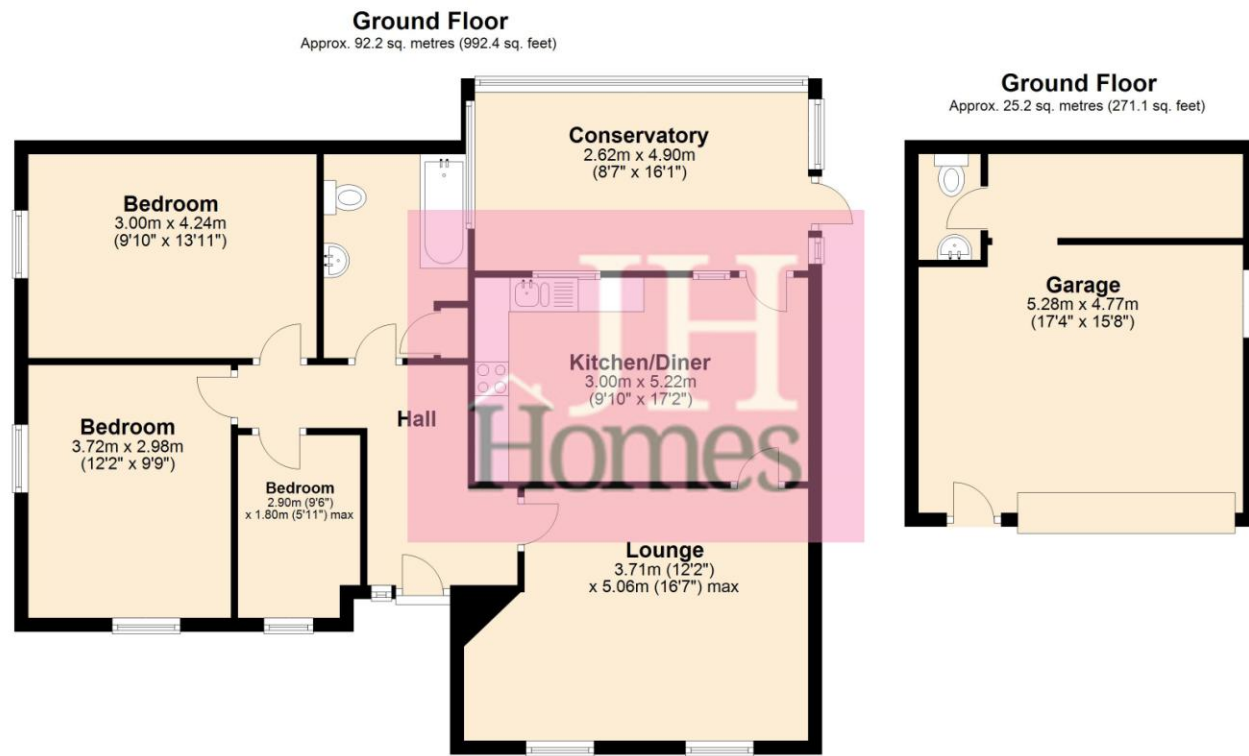 Ground Floor
Approx. 92.2 sq. metres (992.4 sq. feet)
Conservatory
2.62m x 4.90m
(8'7" x 16'1")
Bedroom
3.00m x 4.24m
(9'10" x 13'11")
Kitchen/Diner
3.00m x 5.22m
(9'10" x 17'2")
Hall
Bedroom
3.72m x 2.98m
(12'2" x 9'9")
Bedroom
2.90m (9'6")
x 1.80m (5'11") max
Lounge
3.71m (12'2")
x 5.06m (16'7") max
JH
Homes
Ground Floor
Approx. 25.2 sq. metres (271.1 sq. feet)
Garage
5.28m x 4.77m
(17'4" x 15'8")